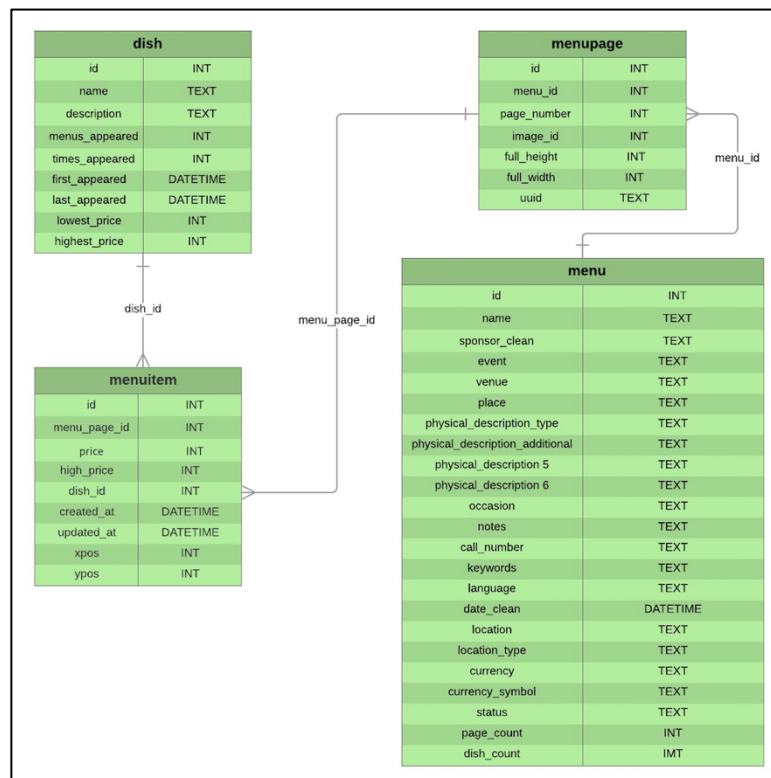 dish
id INT
name TEXT
description TEXT
menus_appeared INT
times_appeared INT
first_appeared DATETIME
last_appeared DATETIME
lowest_price INT
highest_price INT
dish_id
menuitem
id INT
menu_page_id INT
price INT
high_price INT
dish_id INT
created_at DATETIME
updated_at DATETIME
xpos INT
ypos INT
menu_page_id
menupage
id INT
menu_id INT
page_number INT
image_id INT
full_height INT
full_width INT
uuid TEXT
menu_id
menu
id INT
name TEXT
sponsor_clean TEXT
event TEXT
venue TEXT
place TEXT
physical_description_type TEXT
physical_description_additional TEXT
physical_description 5 TEXT
physical_description 6 TEXT
occasion TEXT
notes TEXT
call_number TEXT
keywords TEXT
language TEXT
date_clean DATETIME
location TEXT
location_type TEXT
currency TEXT
currency_symbol TEXT
status TEXT
page_count INT
dish_count IMT